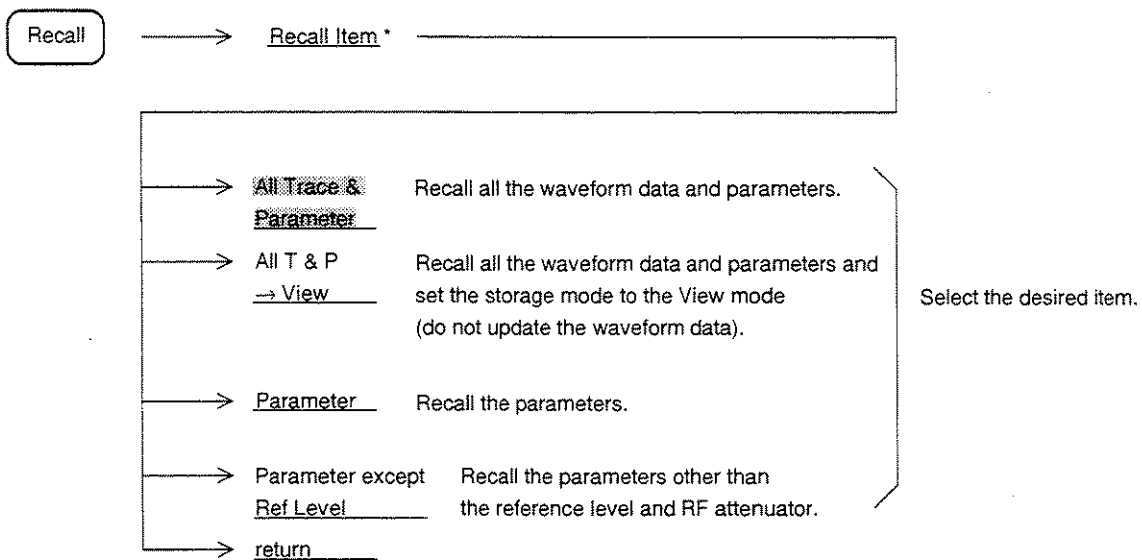 Recall
Recall Item *
All Trace &
Parameter
Recall all the waveform data and parameters.
All T & P
→ View
Recall all the waveform data and parameters and
set the storage mode to the View mode
(do not update the waveform data).
Select the desired item.
Parameter
Recall the parameters.
Parameter except
Ref Level
Recall the parameters other than
the reference level and RF attenuator.
return